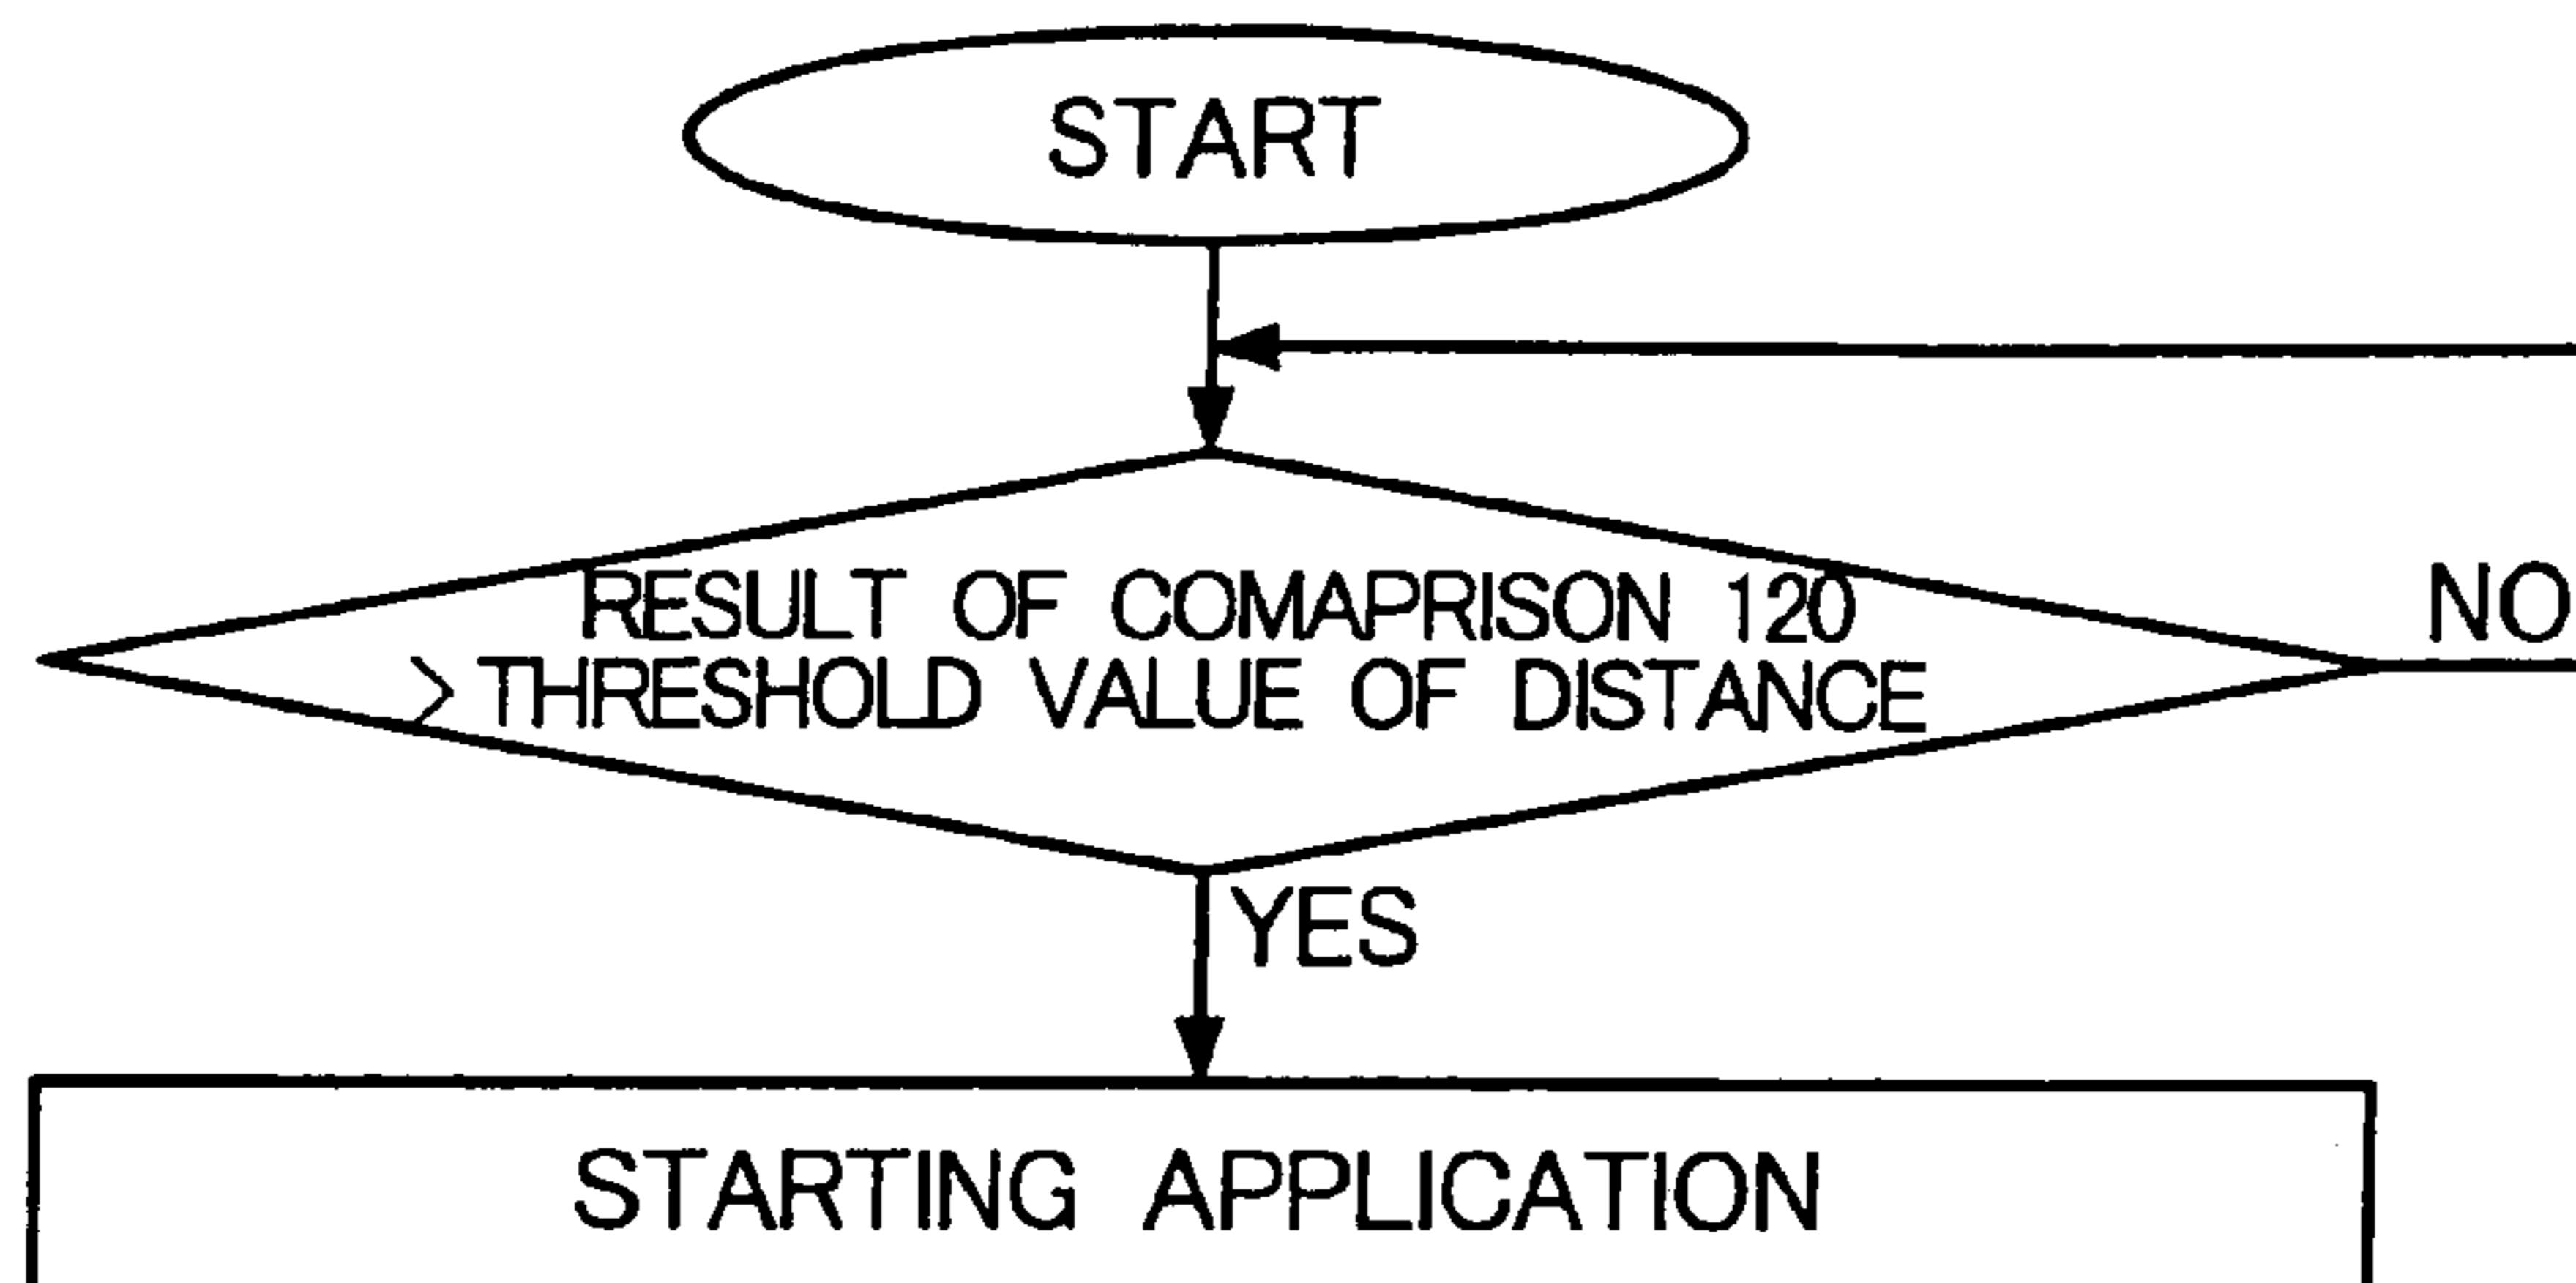 START
RESULT OF COMAPRISON 120
> THRESHOLD VALUE OF DISTANCE
NO
YES
STARTING APPLICATION